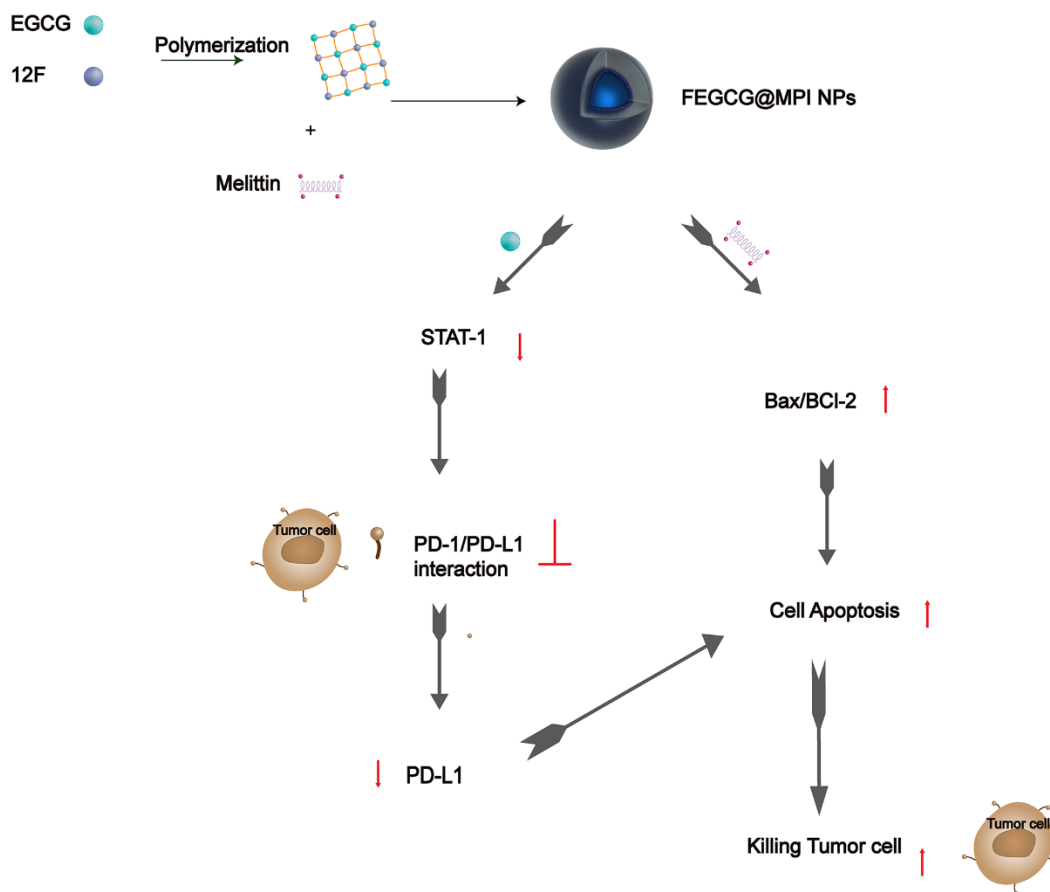 EGCG
Polymerization
12F
FEGCG@MPI NPs
+
Melittin
STAT-1
Bax/BCl-2
Tumor cell
PD-1/PD-L1
interaction
Cell Apoptosis
PD-L1
Killing Tumor cell
Tumor cell